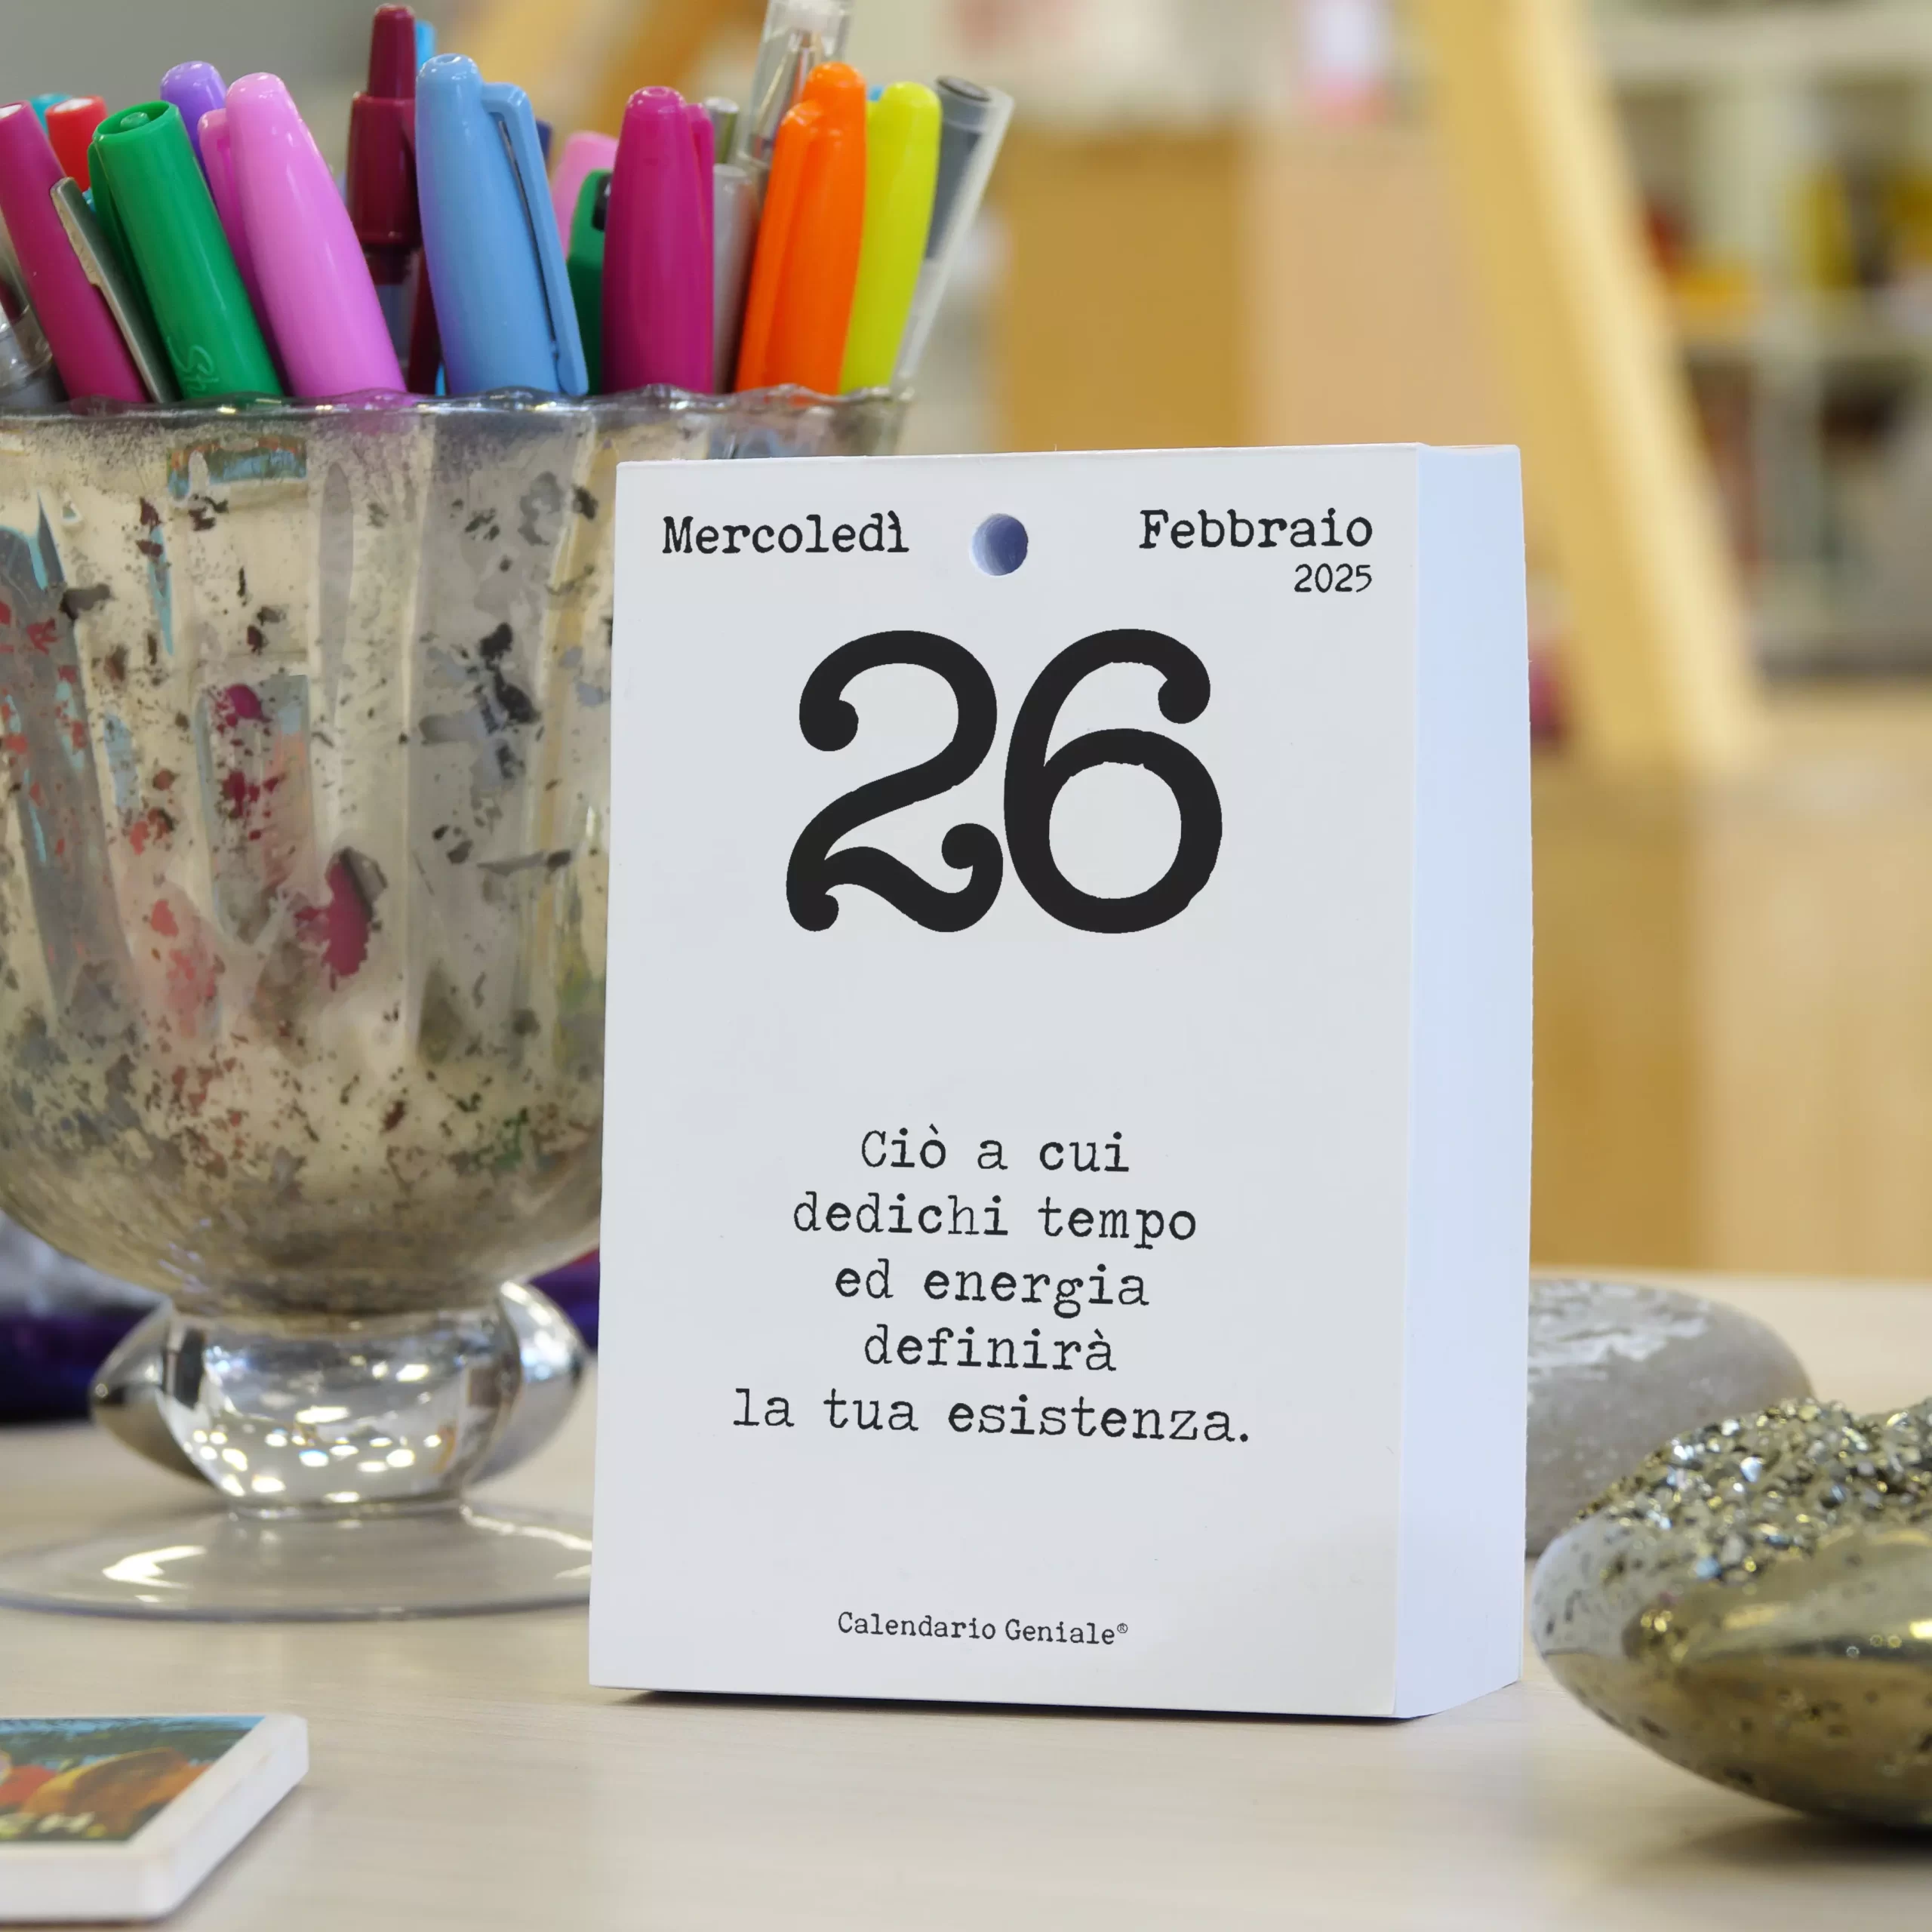 Mercoledì
Febbraio
2025
26
Ciò a cui
dedichi tempo
ed energia
definirà
la tua esistenza.
Calendario Geniale®